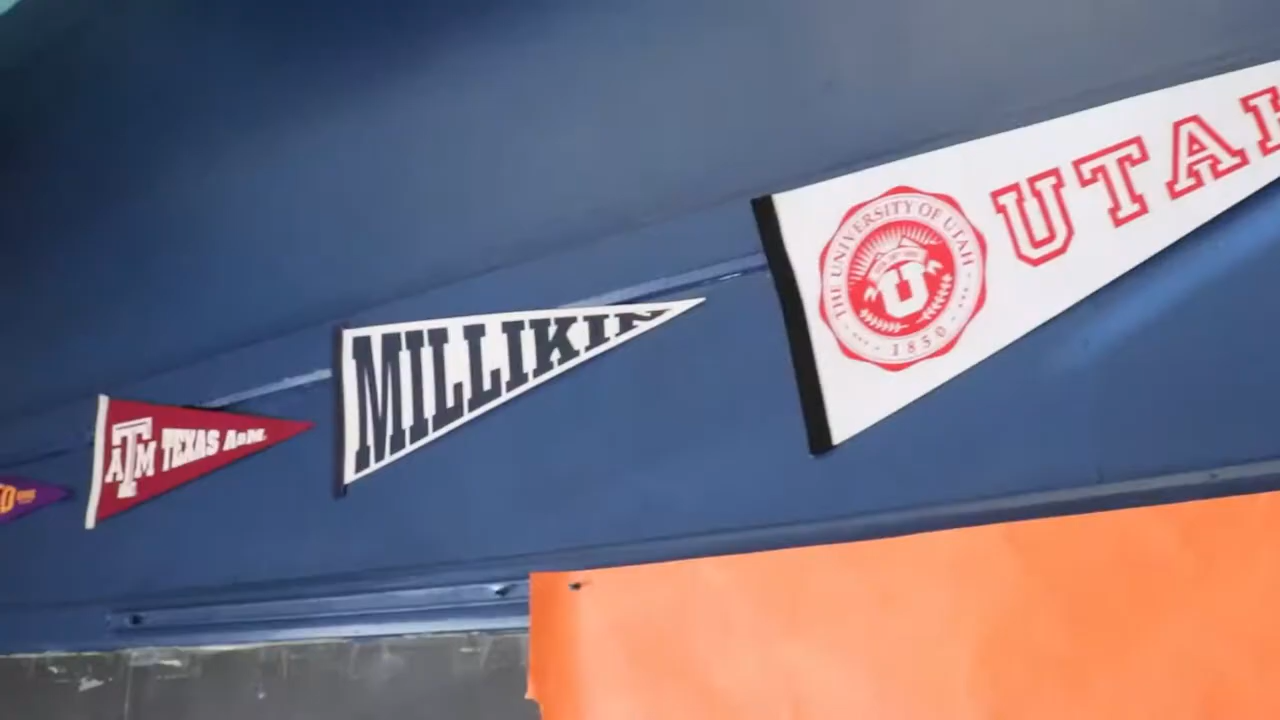 ATM TEXAS A&M.
MILLIKIN
THE UNIVERSITY OF UTAH
U
1850
UTAH